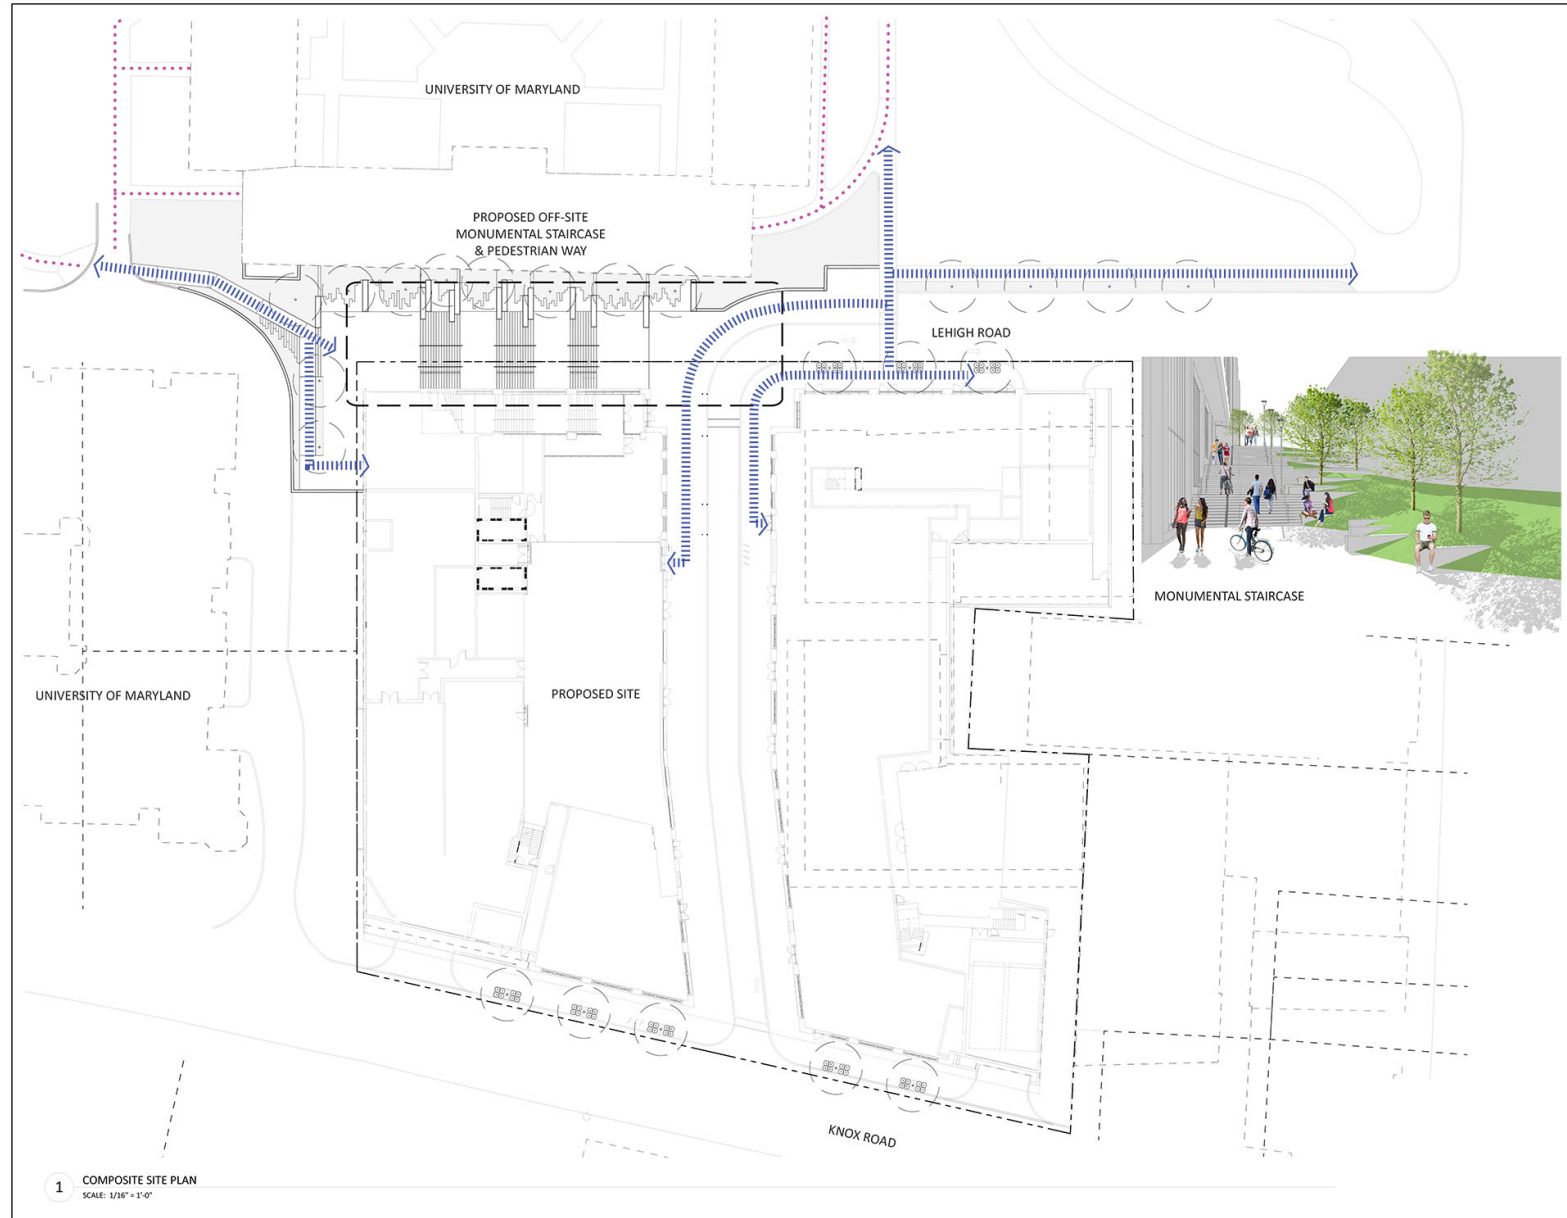 UNIVERSITY OF MARYLAND
PROPOSED OFF-SITE
MONUMENTAL STAIRCASE
& PEDESTRIAN WAY
LEHIGH ROAD
MONUMENTAL STAIRCASE
UNIVERSITY OF MARYLAND
PROPOSED SITE
KNOX ROAD
1
COMPOSITE SITE PLAN
SCALE: 1/16" = 1'-0"